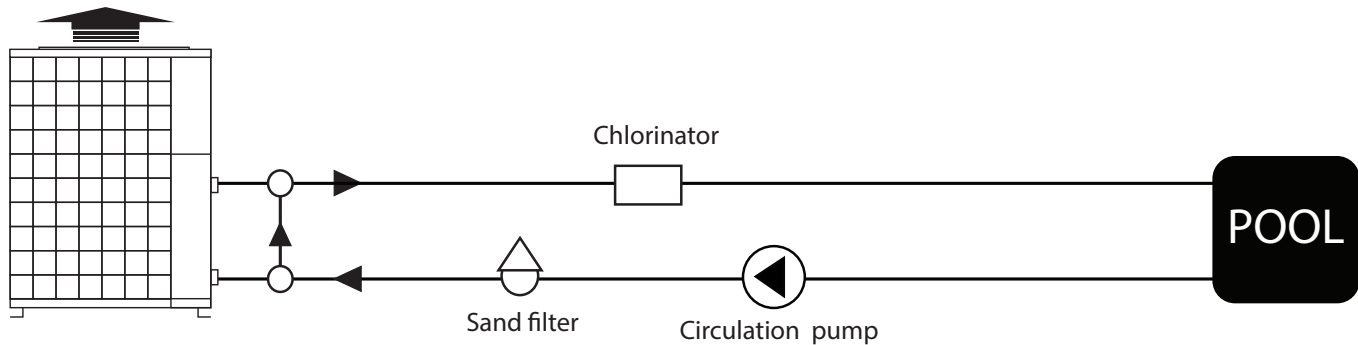 Chlorinator
POOL
Sand filter
Circulation pump